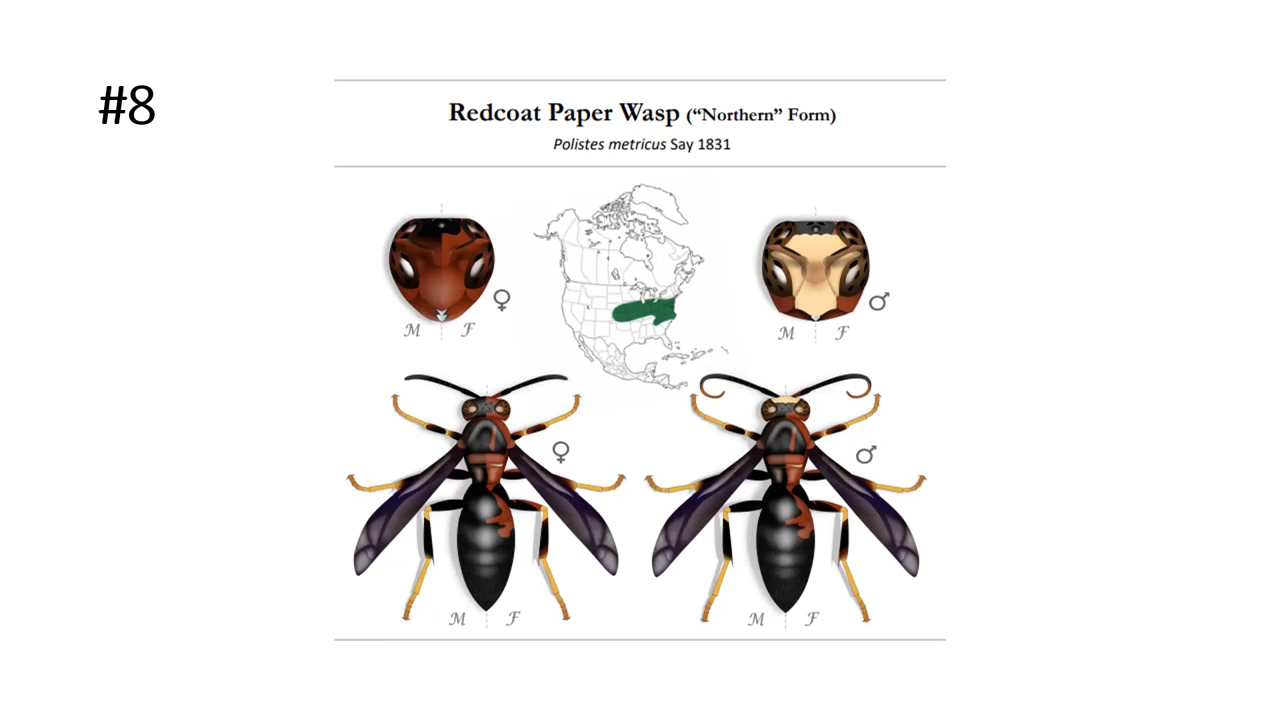 #8
Redcoat Paper Wasp (“Northern” Form)
Polistes metricus Say 1831
♀
M F
♂
M F
♀
M F
♂
M F